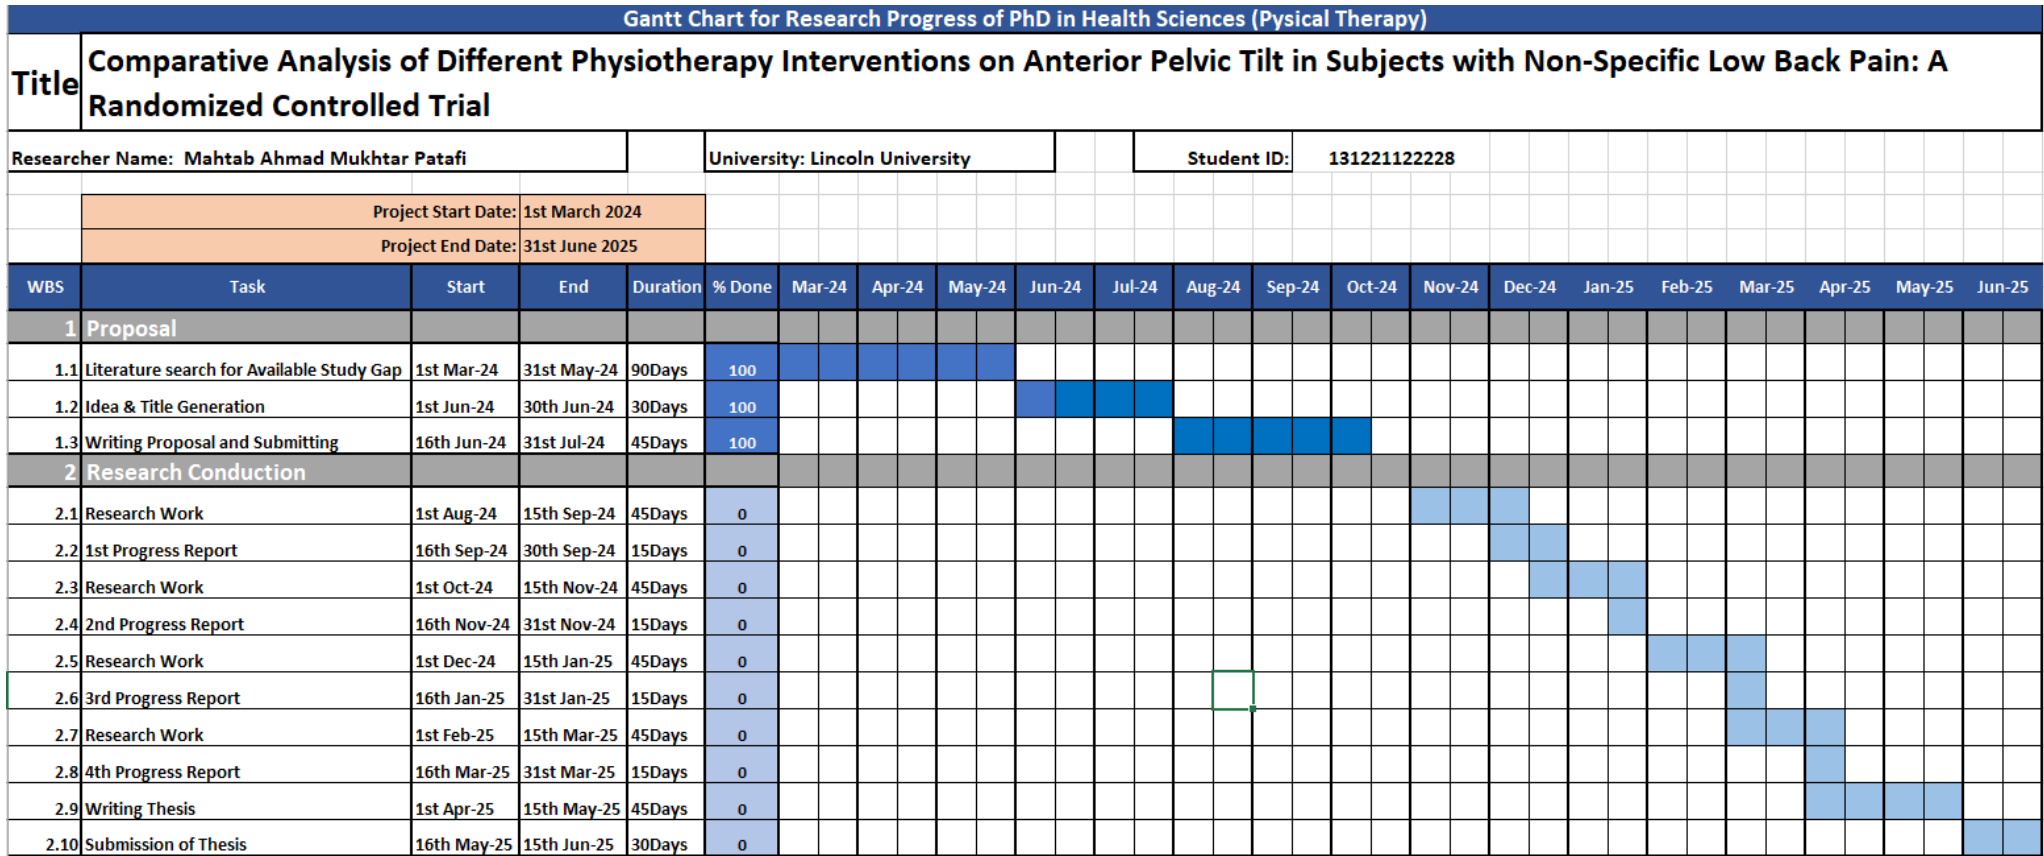 Gantt Chart for Research Progress of PhD in Health Sciences (Pysical Therapy)
Title
Comparative Analysis of Different Physiotherapy Interventions on Anterior Pelvic Tilt in Subjects with Non-Specific Low Back Pain: A
Randomized Controlled Trial
Researcher Name: Mahtab Ahmad Mukhtar Patafi University: Lincoln University Student ID: 131221122228
Project Start Date: 1st March 2024
Project End Date: 31st June 2025
WBS Task Start End Duration % Done Mar-24 Apr-24 May-24 Jun-24 Jul-24 Aug-24 Sep-24 Oct-24 Nov-24 Dec-24 Jan-25 Feb-25 Mar-25 Apr-25 May-25 Jun-25
1 Proposal
1.1 Literature search for Available Study Gap 1st Mar-24 31st May-24 90Days 100
1.2 Idea & Title Generation 1st Jun-24 30th Jun-24 30Days 100
1.3 Writing Proposal and Submitting 16th Jun-24 31st Jul-24 45Days 100
2 Research Conduction
2.1 Research Work 1st Aug-24 15th Sep-24 45Days 0
2.2 1st Progress Report 16th Sep-24 30th Sep-24 15Days 0
2.3 Research Work 1st Oct-24 15th Nov-24 45Days 0
2.4 2nd Progress Report 16th Nov-24 31st Nov-24 15Days 0
2.5 Research Work 1st Dec-24 15th Jan-25 45Days 0
2.6 3rd Progress Report 16th Jan-25 31st Jan-25 15Days 0
2.7 Research Work 1st Feb-25 15th Mar-25 45Days 0
2.8 4th Progress Report 16th Mar-25 31st Mar-25 15Days 0
2.9 Writing Thesis 1st Apr-25 15th May-25 45Days 0
2.10 Submission of Thesis 16th May-25 15th Jun-25 30Days 0